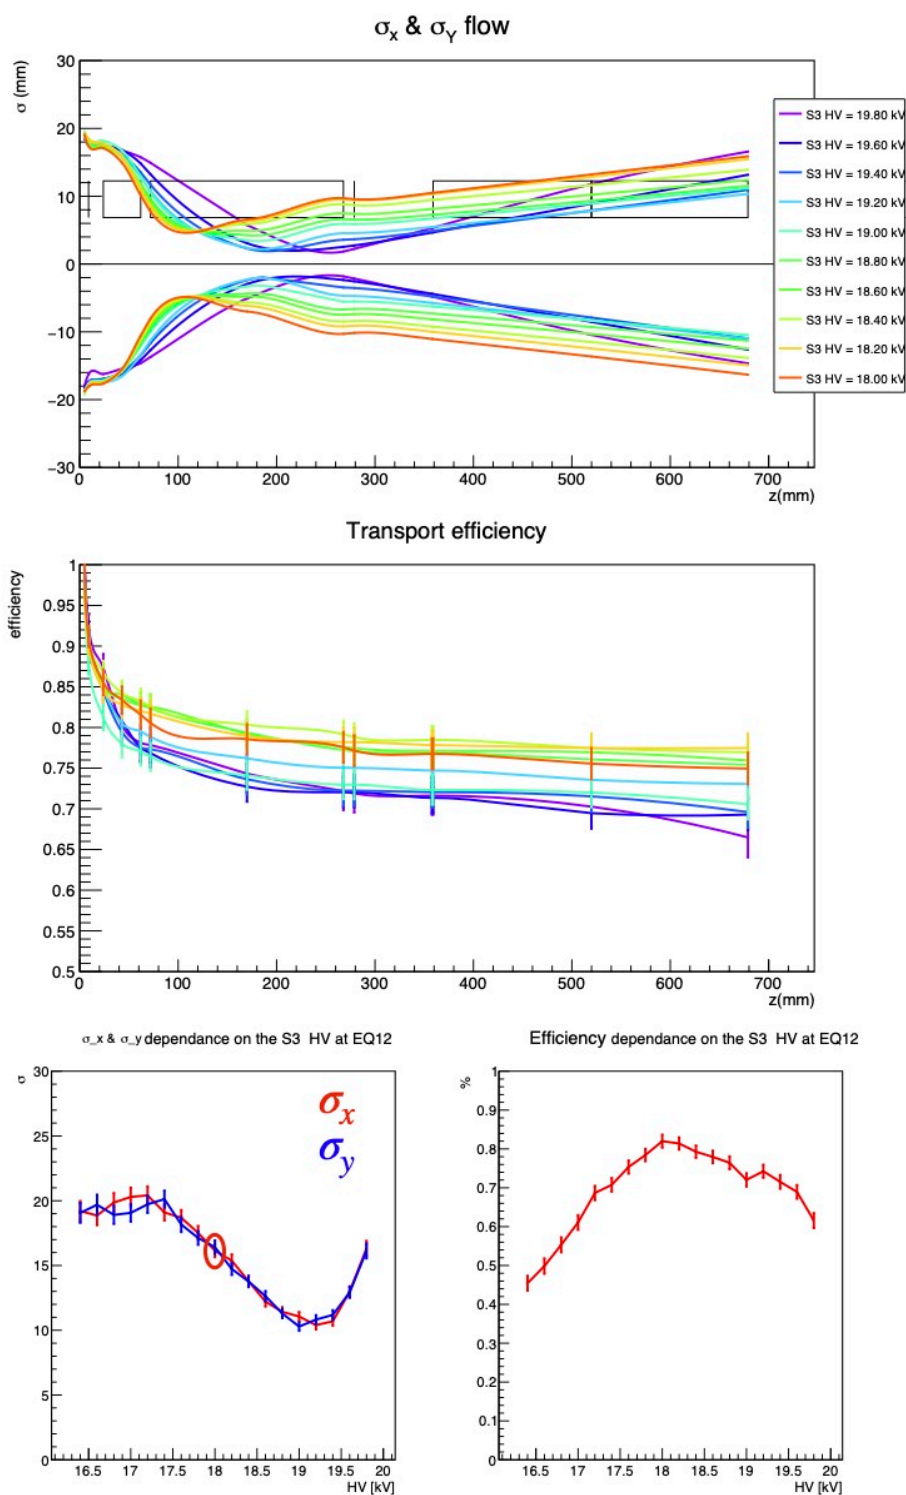 σx & σY flow
σ (mm)
30
20
10
0
−10
−20
−30
0 100 200 300 400 500 600 700
z(mm)
S3 HV = 19.80 kV
S3 HV = 19.60 kV
S3 HV = 19.40 kV
S3 HV = 19.20 kV
S3 HV = 19.00 kV
S3 HV = 18.80 kV
S3 HV = 18.60 kV
S3 HV = 18.40 kV
S3 HV = 18.20 kV
S3 HV = 18.00 kV
Transport efficiency
efficiency
1
0.95
0.9
0.85
0.8
0.75
0.7
0.65
0.6
0.55
0.5
0 100 200 300 400 500 600 700
z(mm)
σ_x & σ_y dependance on the S3 HV at EQ12
σ
30
25
20
15
10
5
0
σx
σy
16.5 17 17.5 18 18.5 19 19.5 20
HV [kV]
Efficiency dependance on the S3 HV at EQ12
%
1
0.9
0.8
0.7
0.6
0.5
0.4
0.3
0.2
0.1
0
16.5 17 17.5 18 18.5 19 19.5 20
HV [kV]